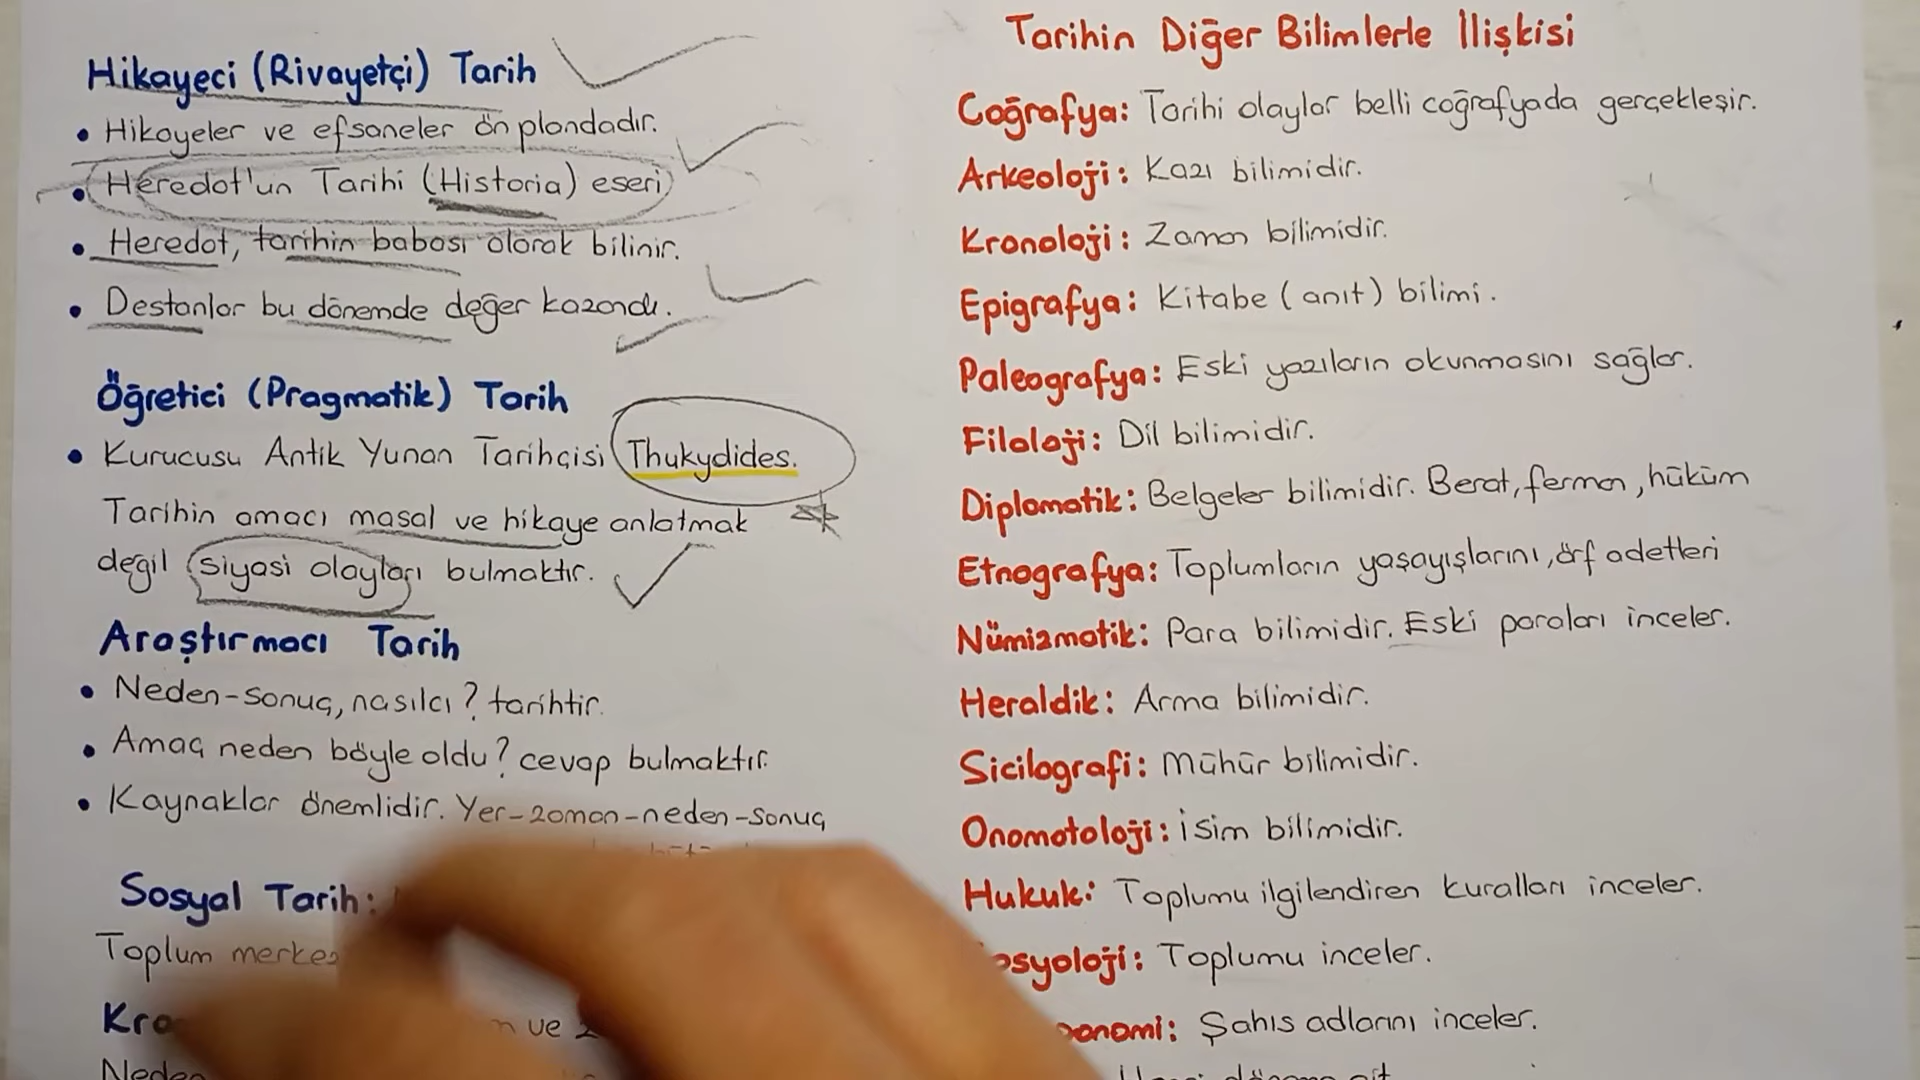 Hikayeci (Rivayetçi) Tarih
• Hikayeler ve efsaneler ön plandadır.
• Heredot'un Tarihi (Historia) eseri
• Heredot, tarihin babası olarak bilinir.
• Destanlar bu dönemde değer kazandı.
Öğretici (Pragmatik) Tarih
• Kurucusu Antik Yunan Tarihçisi Thukydides.
Tarihin amacı masal ve hikaye anlatmak
değil siyasi olayları bulmaktır.
Araştırmacı Tarih
• Neden-sonuç, nasılcı? tarihtir.
• Amaç neden böyle oldu? cevap bulmaktır.
• Kaynaklar önemlidir. Yer-zaman-neden-sonuç
Sosyal Tarih:
Toplum
ve
Neden
Tarihin Diğer Bilimlerle İlişkisi
Coğrafya: Tarihi olaylar belli coğrafyada gerçekleşir.
Arkeoloji: Kazı bilimidir.
Kronoloji: Zaman bilimidir.
Epigrafya: Kitabe (anıt) bilimi.
Paleografya: Eski yazıların okunmasını sağlar.
Filoloji: Dil bilimidir.
Diplomatik: Belgeler bilimidir. Berat, ferman, hüküm
Etnografya: Toplumların yaşayışlarını, örf adetleri
Nümizmatik: Para bilimidir. Eski paraları inceler.
Heraldik: Arma bilimidir.
Sicilografi: Mühür bilimidir.
Onomotoloji: İsim bilimidir.
Hukuk: Toplumu ilgilendiren kuralları inceler.
osyoloji: Toplumu inceler.
onomi: Şahıs adlarını inceler.